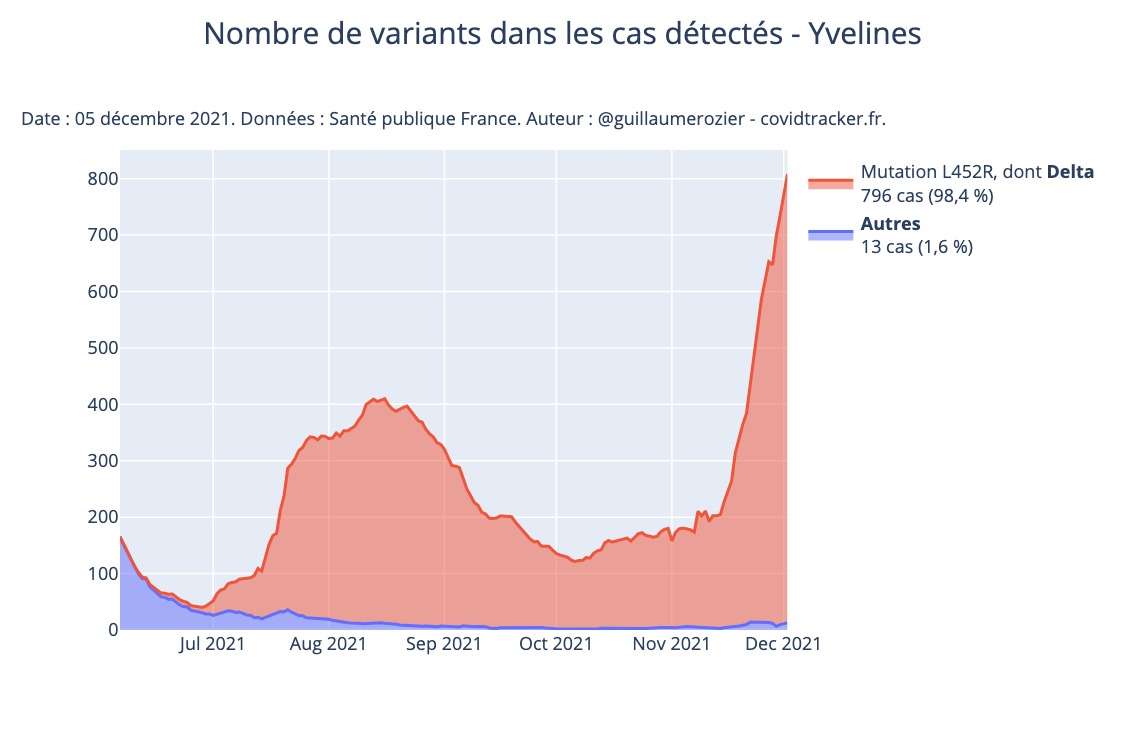 Nombre de variants dans les cas détectés - Yvelines
Date : 05 décembre 2021. Données : Santé publique France. Auteur : @guillaumerozier - covidtracker.fr.
Mutation L452R, dont Delta
796 cas (98,4 %)
Autres
13 cas (1,6 %)
800
700
600
500
400
300
200
100
0
Jul 2021
Aug 2021
Sep 2021
Oct 2021
Nov 2021
Dec 2021